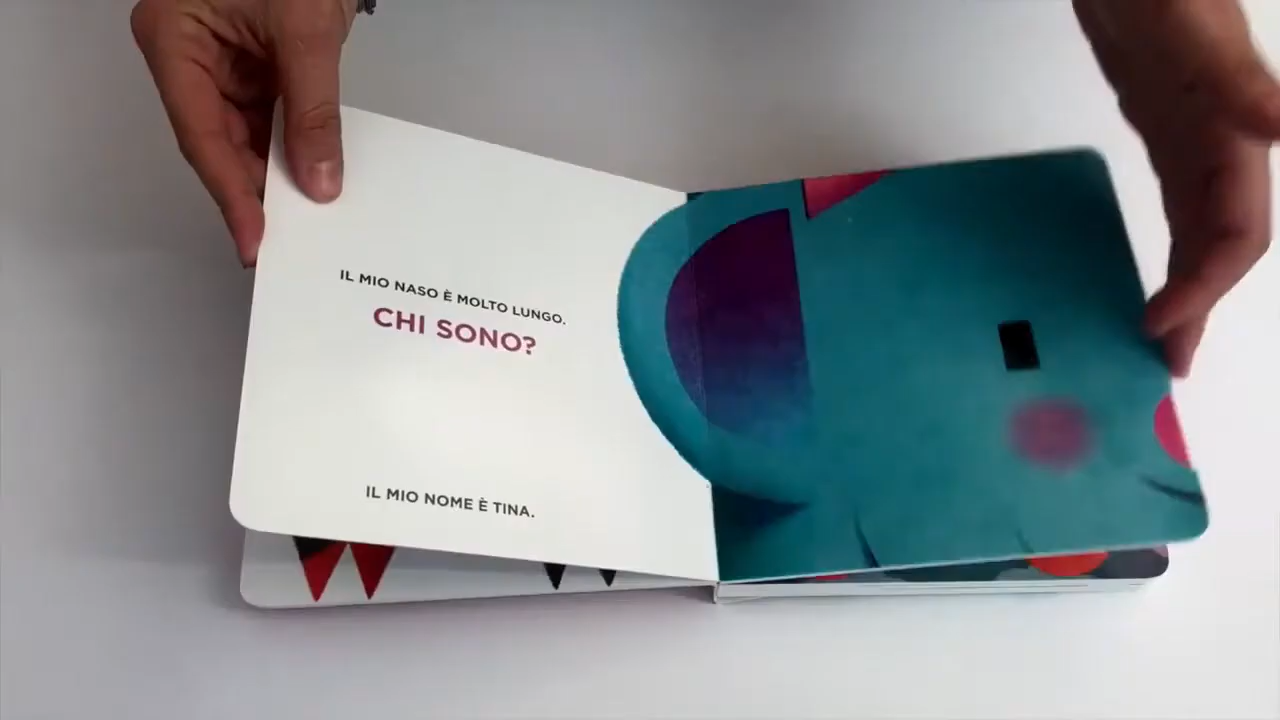 IL MIO NASO È MOLTO LUNGO.
CHI SONO?
IL MIO NOME È TINA.